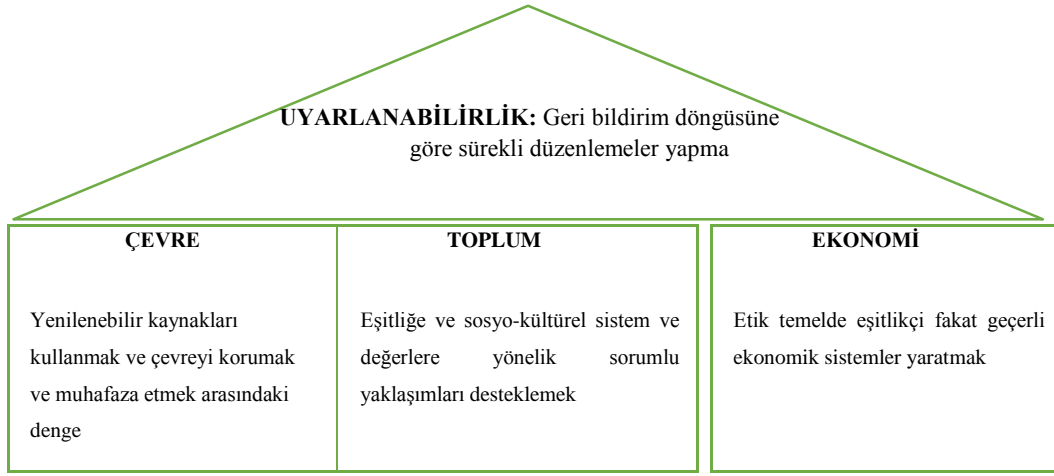 UYARLANABİLİRLİK: Geri bildirim döngüsüne
göre sürekli düzenlemeler yapma
ÇEVRE
Yenilenebilir kaynakları
kullanmak ve çevreyi korumak
ve muhafaza etmek arasındaki
denge
TOPLUM
Eşitliğe ve sosyo-kültürel sistem ve
değerlere yönelik sorumlu
yaklaşımları desteklemek
EKONOMİ
Etik temelde eşitlikçi fakat geçerli
ekonomik sistemler yaratmak